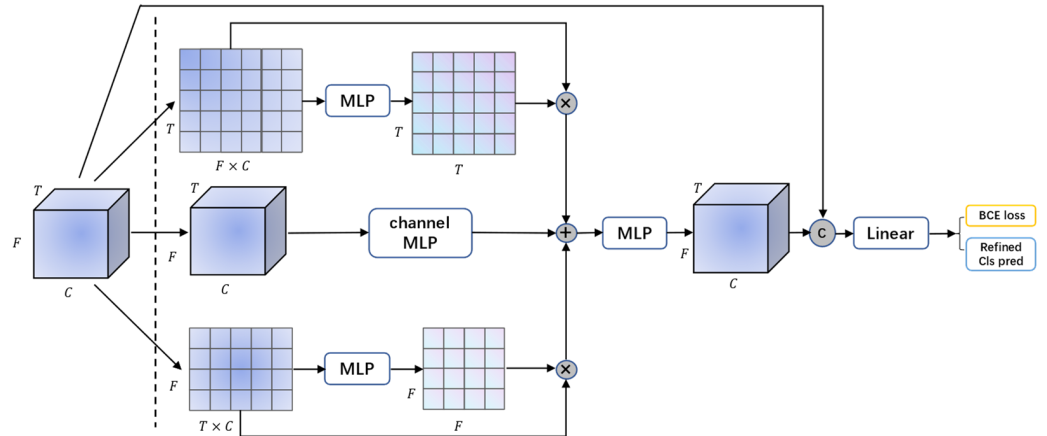 T
F × C
MLP
T
T
×
T
F
C
T
F
C
channel
MLP
+
MLP
T
F
C
C
Linear
BCE loss
Refined
Cls pred
F
T × C
MLP
F
F
×